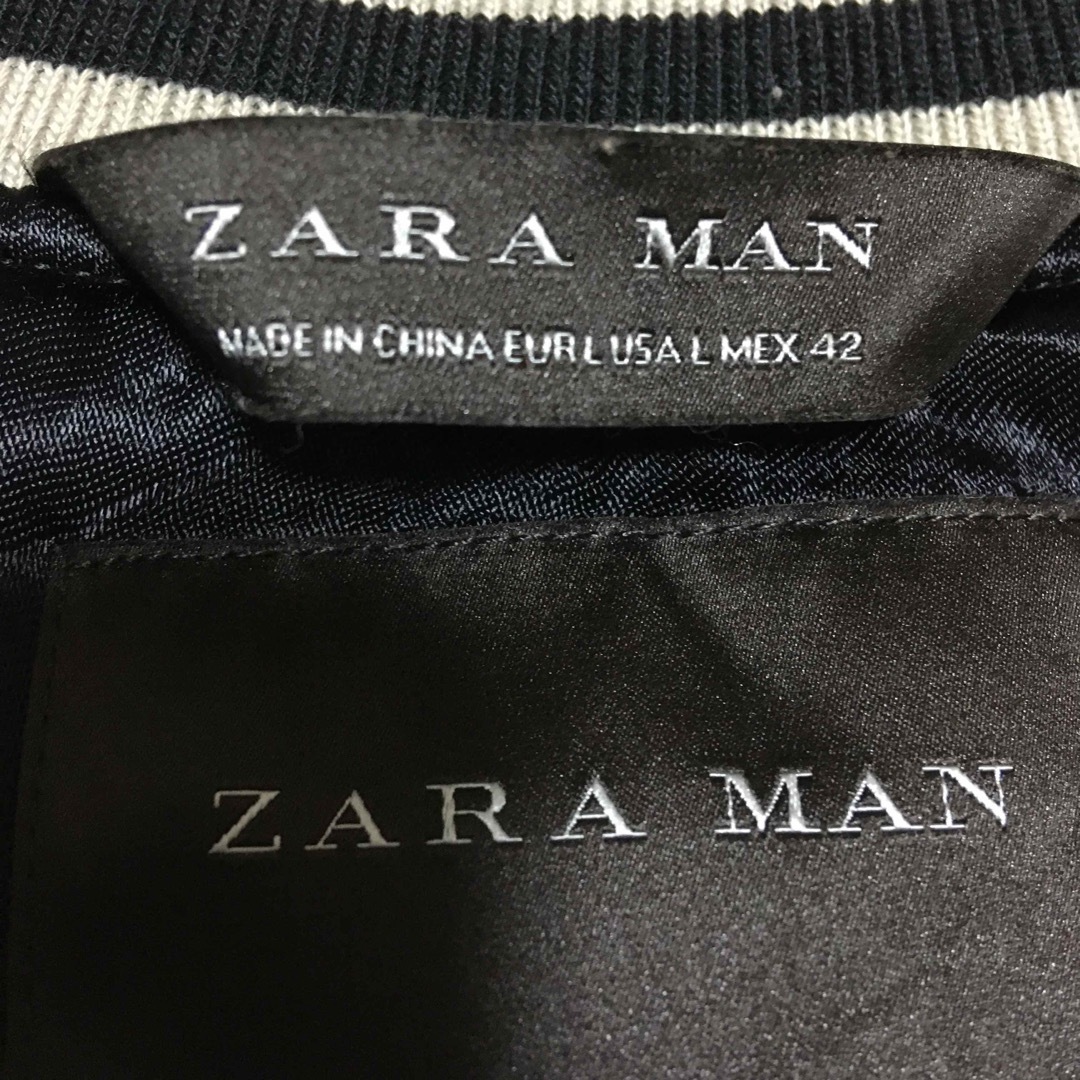 ZARA MAN
MADE IN CHINA EUR L USA L MEX 42
ZARA MAN